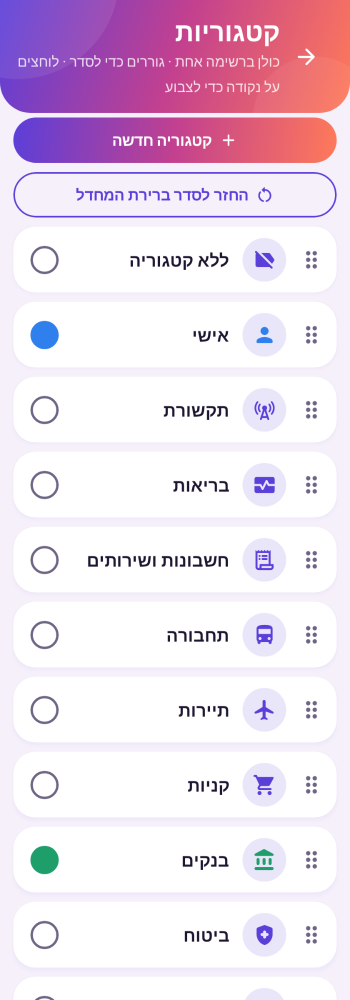 קטגוריות
כולן ברשימה אחת · גוררים כדי לסדר · לוחצים
על נקודה כדי לצבוע
קטגוריה חדשה
החזר לסדר ברירת המחדל
ללא קטגוריה
אישי
תקשורת
בריאות
חשבונות ושירותים
תחבורה
תיירות
קניות
בנקים
ביטוח